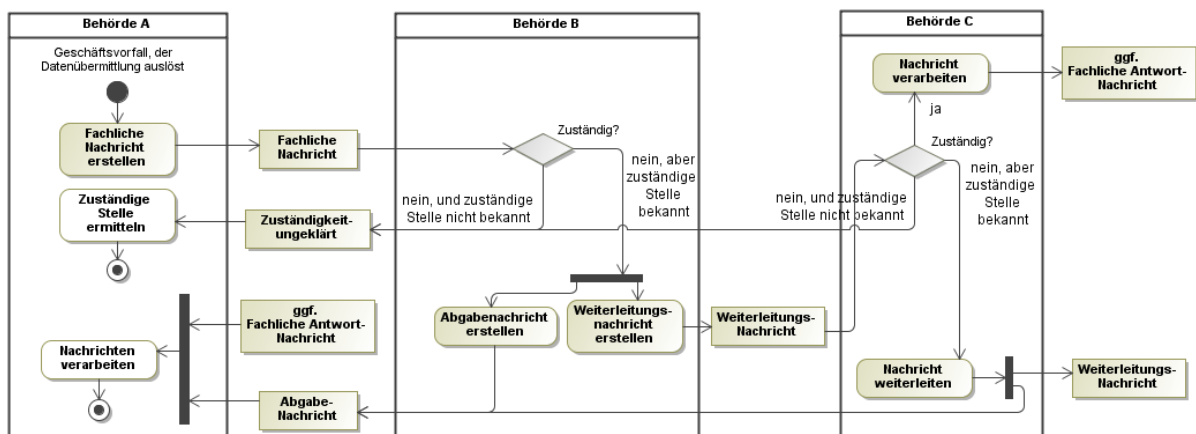 Behörde A
Geschäftsvorfall, der
Datenübermittlung auslöst
Fachliche
Nachricht
erstellen
Zuständige
Stelle
ermitteln
Nachrichten
verarbeiten
Fachliche
Nachricht
Zuständigkeit-
ungeklärt
ggf.
Fachliche Antwort-
Nachricht
Abgabe-
Nachricht
Behörde B
Zuständig?
nein, und zuständige
Stelle nicht bekannt
nein, aber
zuständige
Stelle
bekannt
Abgabenachricht
erstellen
Weiterleitungs-
nachricht
erstellen
Weiterleitungs-
Nachricht
Behörde C
Nachricht
verarbeiten
ja
Zuständig?
nein, und zuständige
Stelle nicht bekannt
nein, aber
zuständige
Stelle
bekannt
Nachricht
weiterleiten
ggf.
Fachliche Antwort-
Nachricht
Weiterleitungs-
Nachricht